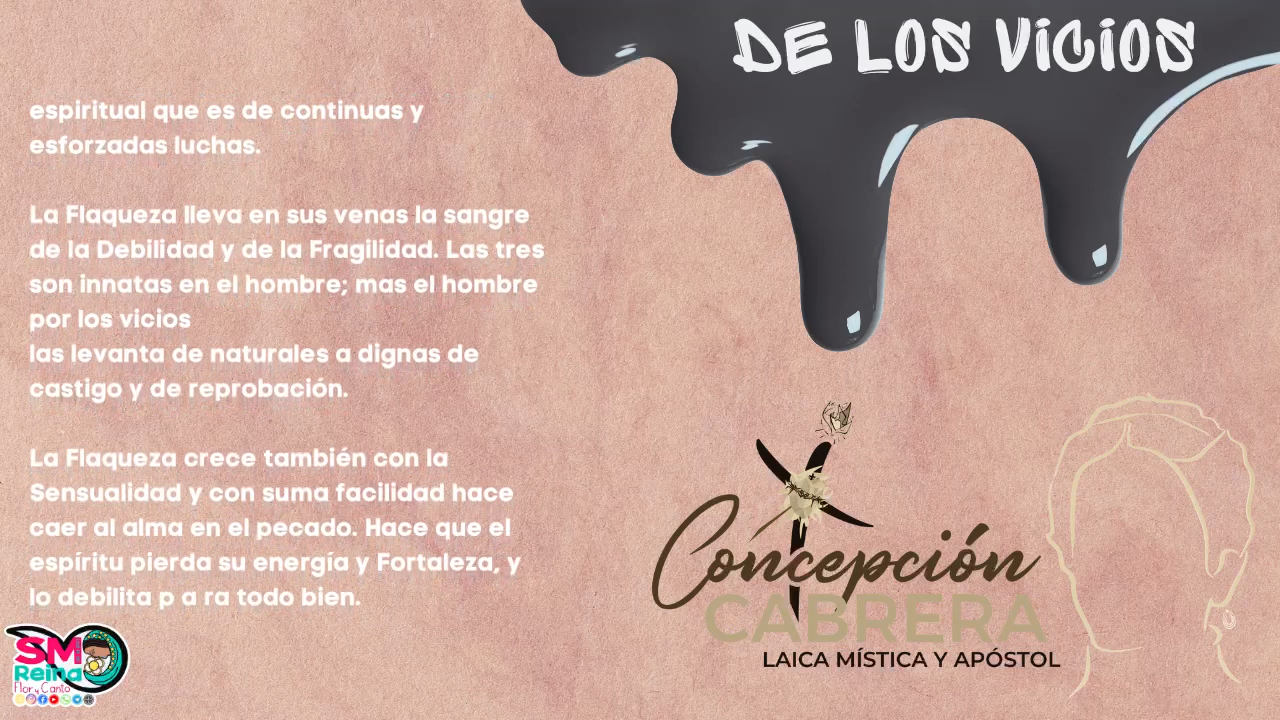 DE LOS ViCiOS
espiritual que es de continuas y
esforzadas luchas.
La Flaqueza lleva en sus venas la sangre
de la Debilidad y de la Fragilidad. Las tres
son innatas en el hombre; mas el hombre
por los vicios
las levanta de naturales a dignas de
castigo y de reprobación.
La Flaqueza crece también con la
Sensualidad y con suma facilidad hace
caer al alma en el pecado. Hace que el
espíritu pierda su energía y Fortaleza, y
lo debilita p a ra todo bien.
Concepción
CABRERA
LAICA MÍSTICA Y APÓSTOL
SM
Reina
Flor y Canto